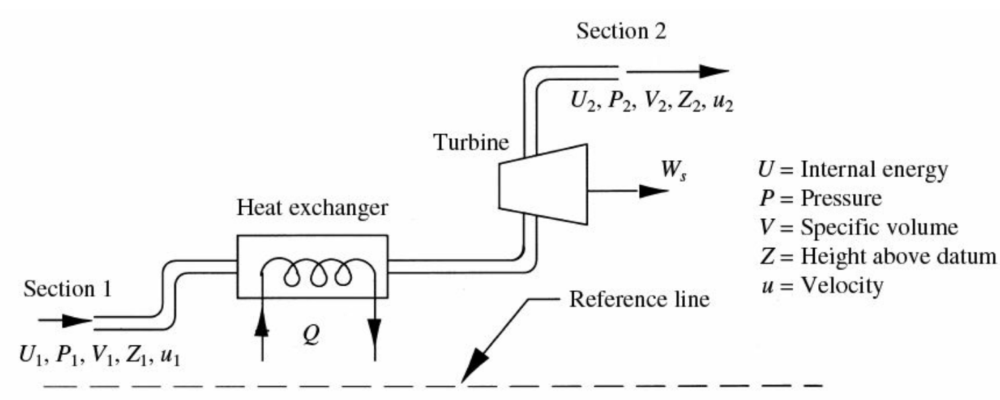 Section 2
U₂, P₂, V₂, Z₂, u₂
Turbine
Wₛ
U = Internal energy
P = Pressure
V = Specific volume
Z = Height above datum
u = Velocity
Heat exchanger
Section 1
Reference line
Q
U₁, P₁, V₁, Z₁, u₁